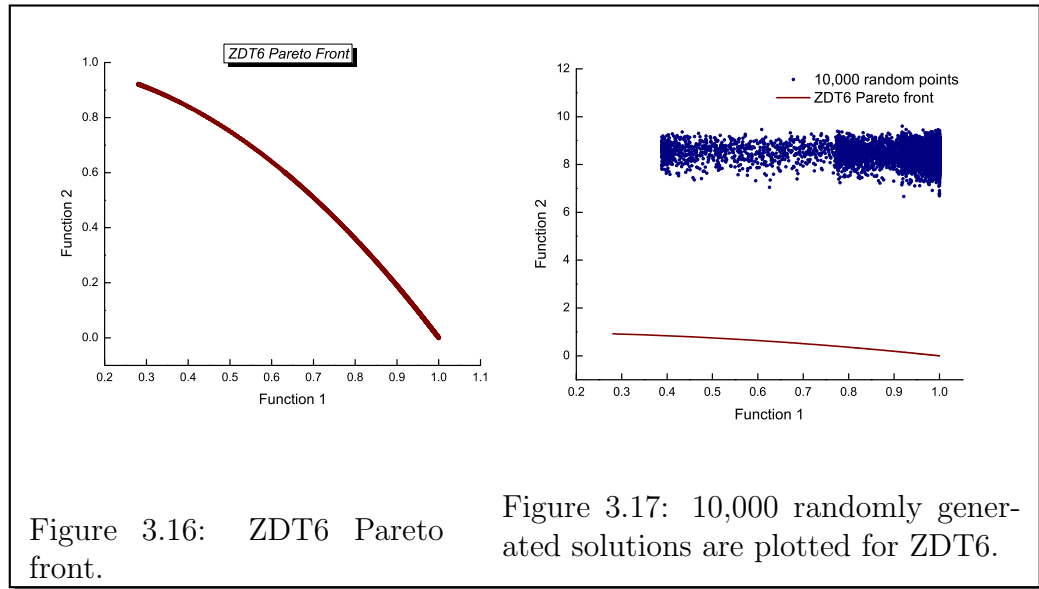 ZDT6 Pareto Front
1.0
0.8
0.6
0.4
0.2
0.0
Function 2
0.2 0.3 0.4 0.5 0.6 0.7 0.8 0.9 1.0 1.1
Function 1
10,000 random points
ZDT6 Pareto front
12
10
8
6
4
2
0
Function 2
0.2 0.3 0.4 0.5 0.6 0.7 0.8 0.9 1.0
Function 1
Figure 3.16: ZDT6 Pareto
front.
Figure 3.17: 10,000 randomly gener-
ated solutions are plotted for ZDT6.